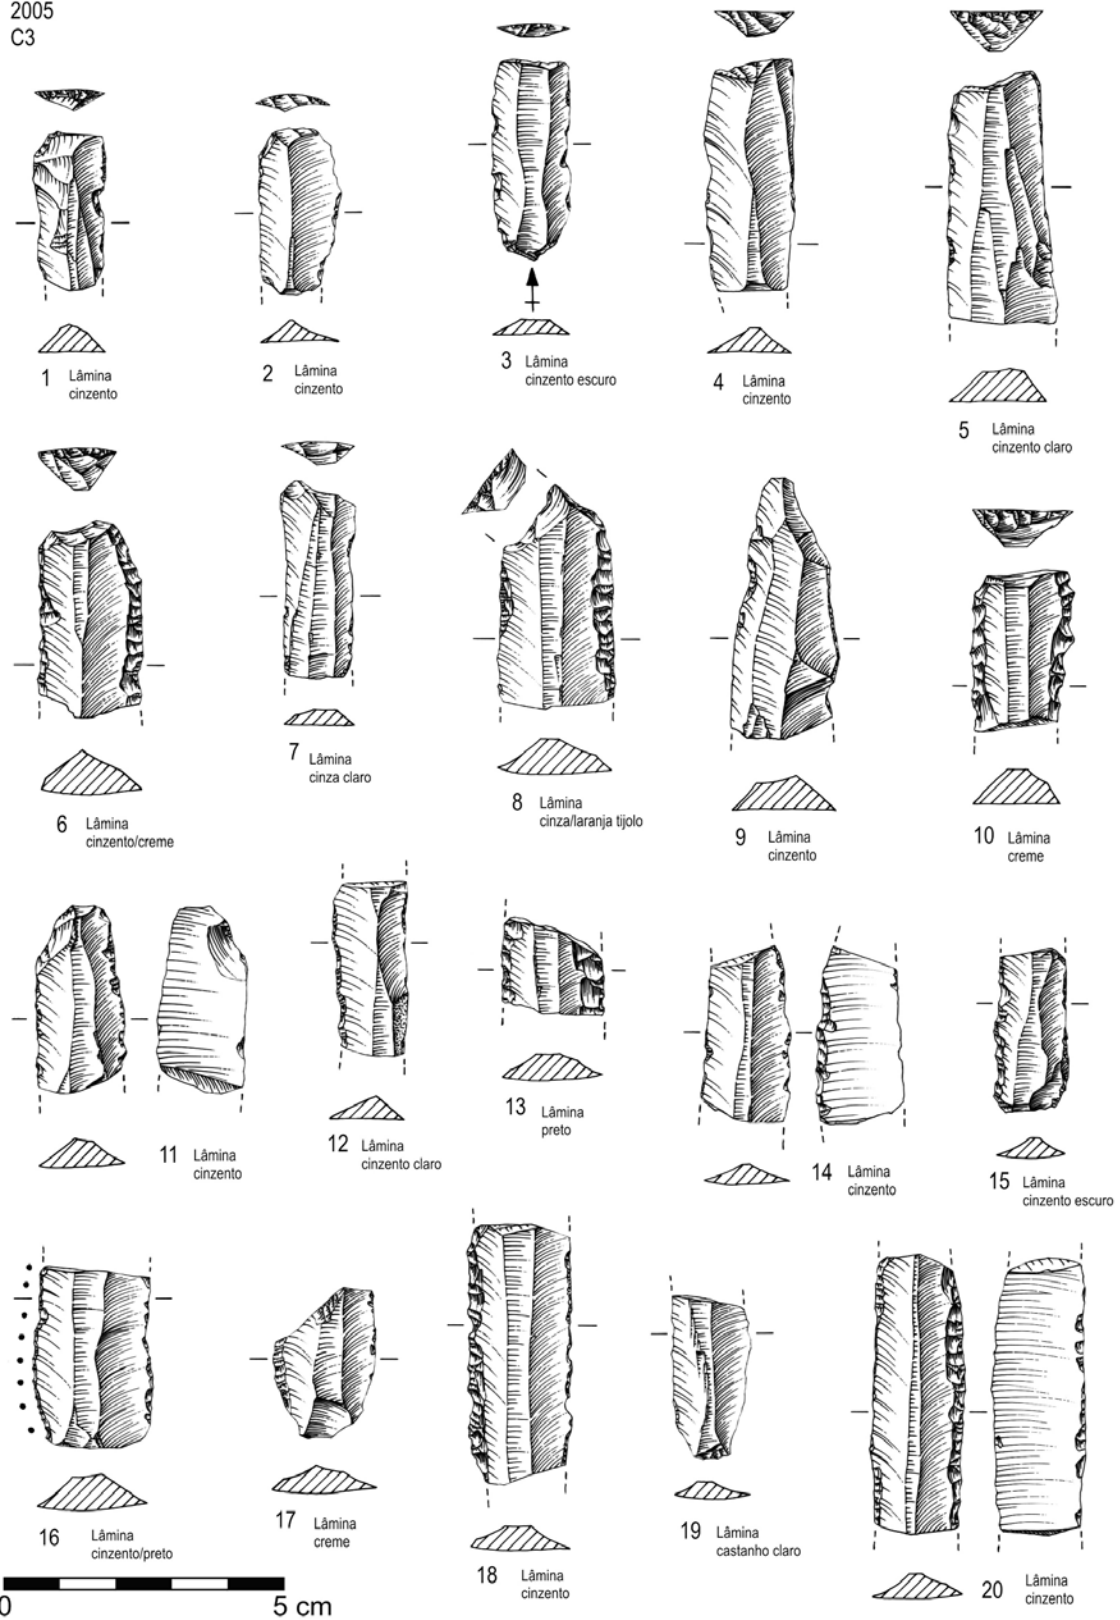 2005
C3
1 Lâmina
cinzento
2 Lâmina
cinzento
3 Lâmina
cinzento escuro
4 Lâmina
cinzento
5 Lâmina
cinzento claro
6 Lâmina
cinzento/creme
7 Lâmina
cinza claro
8 Lâmina
cinza/laranja tijolo
9 Lâmina
cinzento
10 Lâmina
creme
11 Lâmina
cinzento
12 Lâmina
cinzento claro
13 Lâmina
preto
14 Lâmina
cinzento
15 Lâmina
cinzento escuro
16 Lâmina
cinzento/preto
17 Lâmina
creme
18 Lâmina
cinzento
19 Lâmina
castanho claro
20 Lâmina
cinzento
0 5 cm